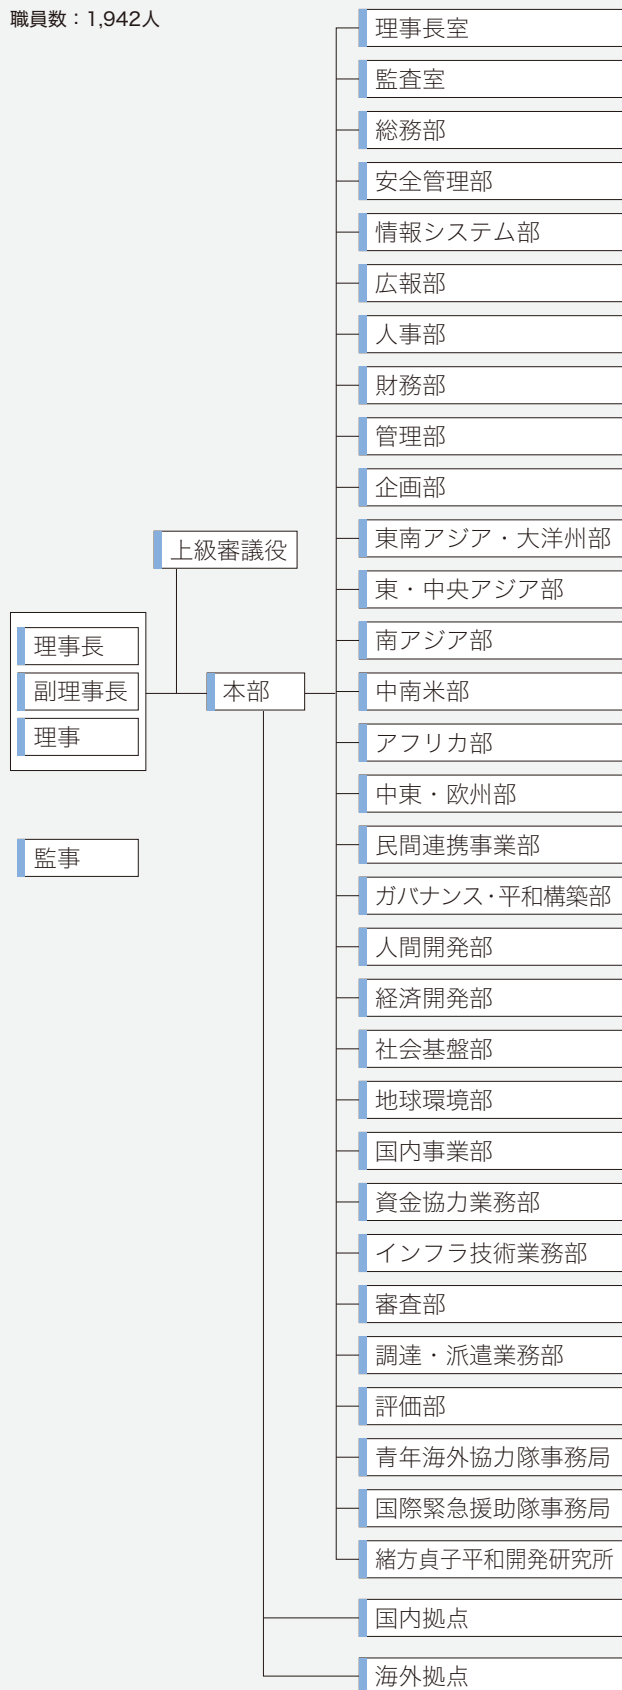 職員数：1,942人
理事長室
監査室
総務部
安全管理部
情報システム部
広報部
人事部
財務部
管理部
企画部
上級審議役
東南アジア・大洋州部
東・中央アジア部
理事長
南アジア部
副理事長
本部
中南米部
理事
アフリカ部
中東・欧州部
監事
民間連携事業部
ガバナンス・平和構築部
人間開発部
経済開発部
社会基盤部
地球環境部
国内事業部
資金協力業務部
インフラ技術業務部
審査部
調達・派遣業務部
評価部
青年海外協力隊事務局
国際緊急援助隊事務局
緒方貞子平和開発研究所
国内拠点
海外拠点